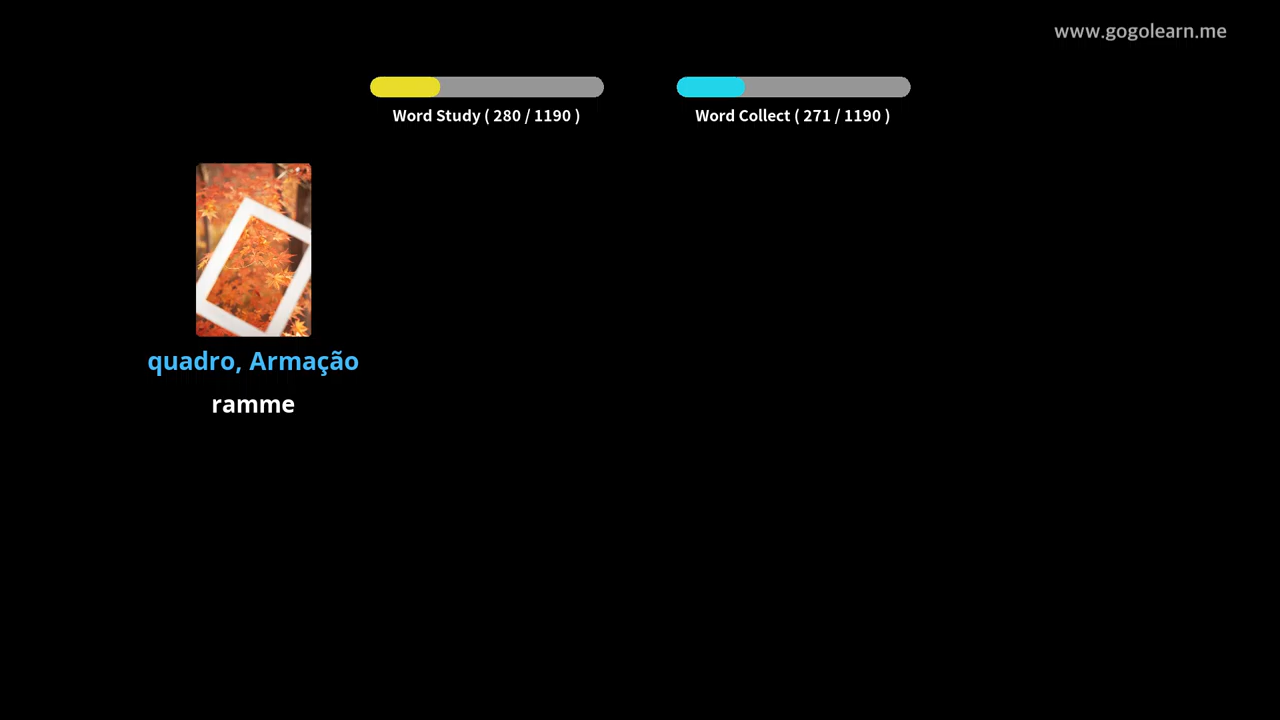 www.gogolearn.me
Word Study ( 280 / 1190 )
Word Collect ( 271 / 1190 )
quadro, Armação
ramme